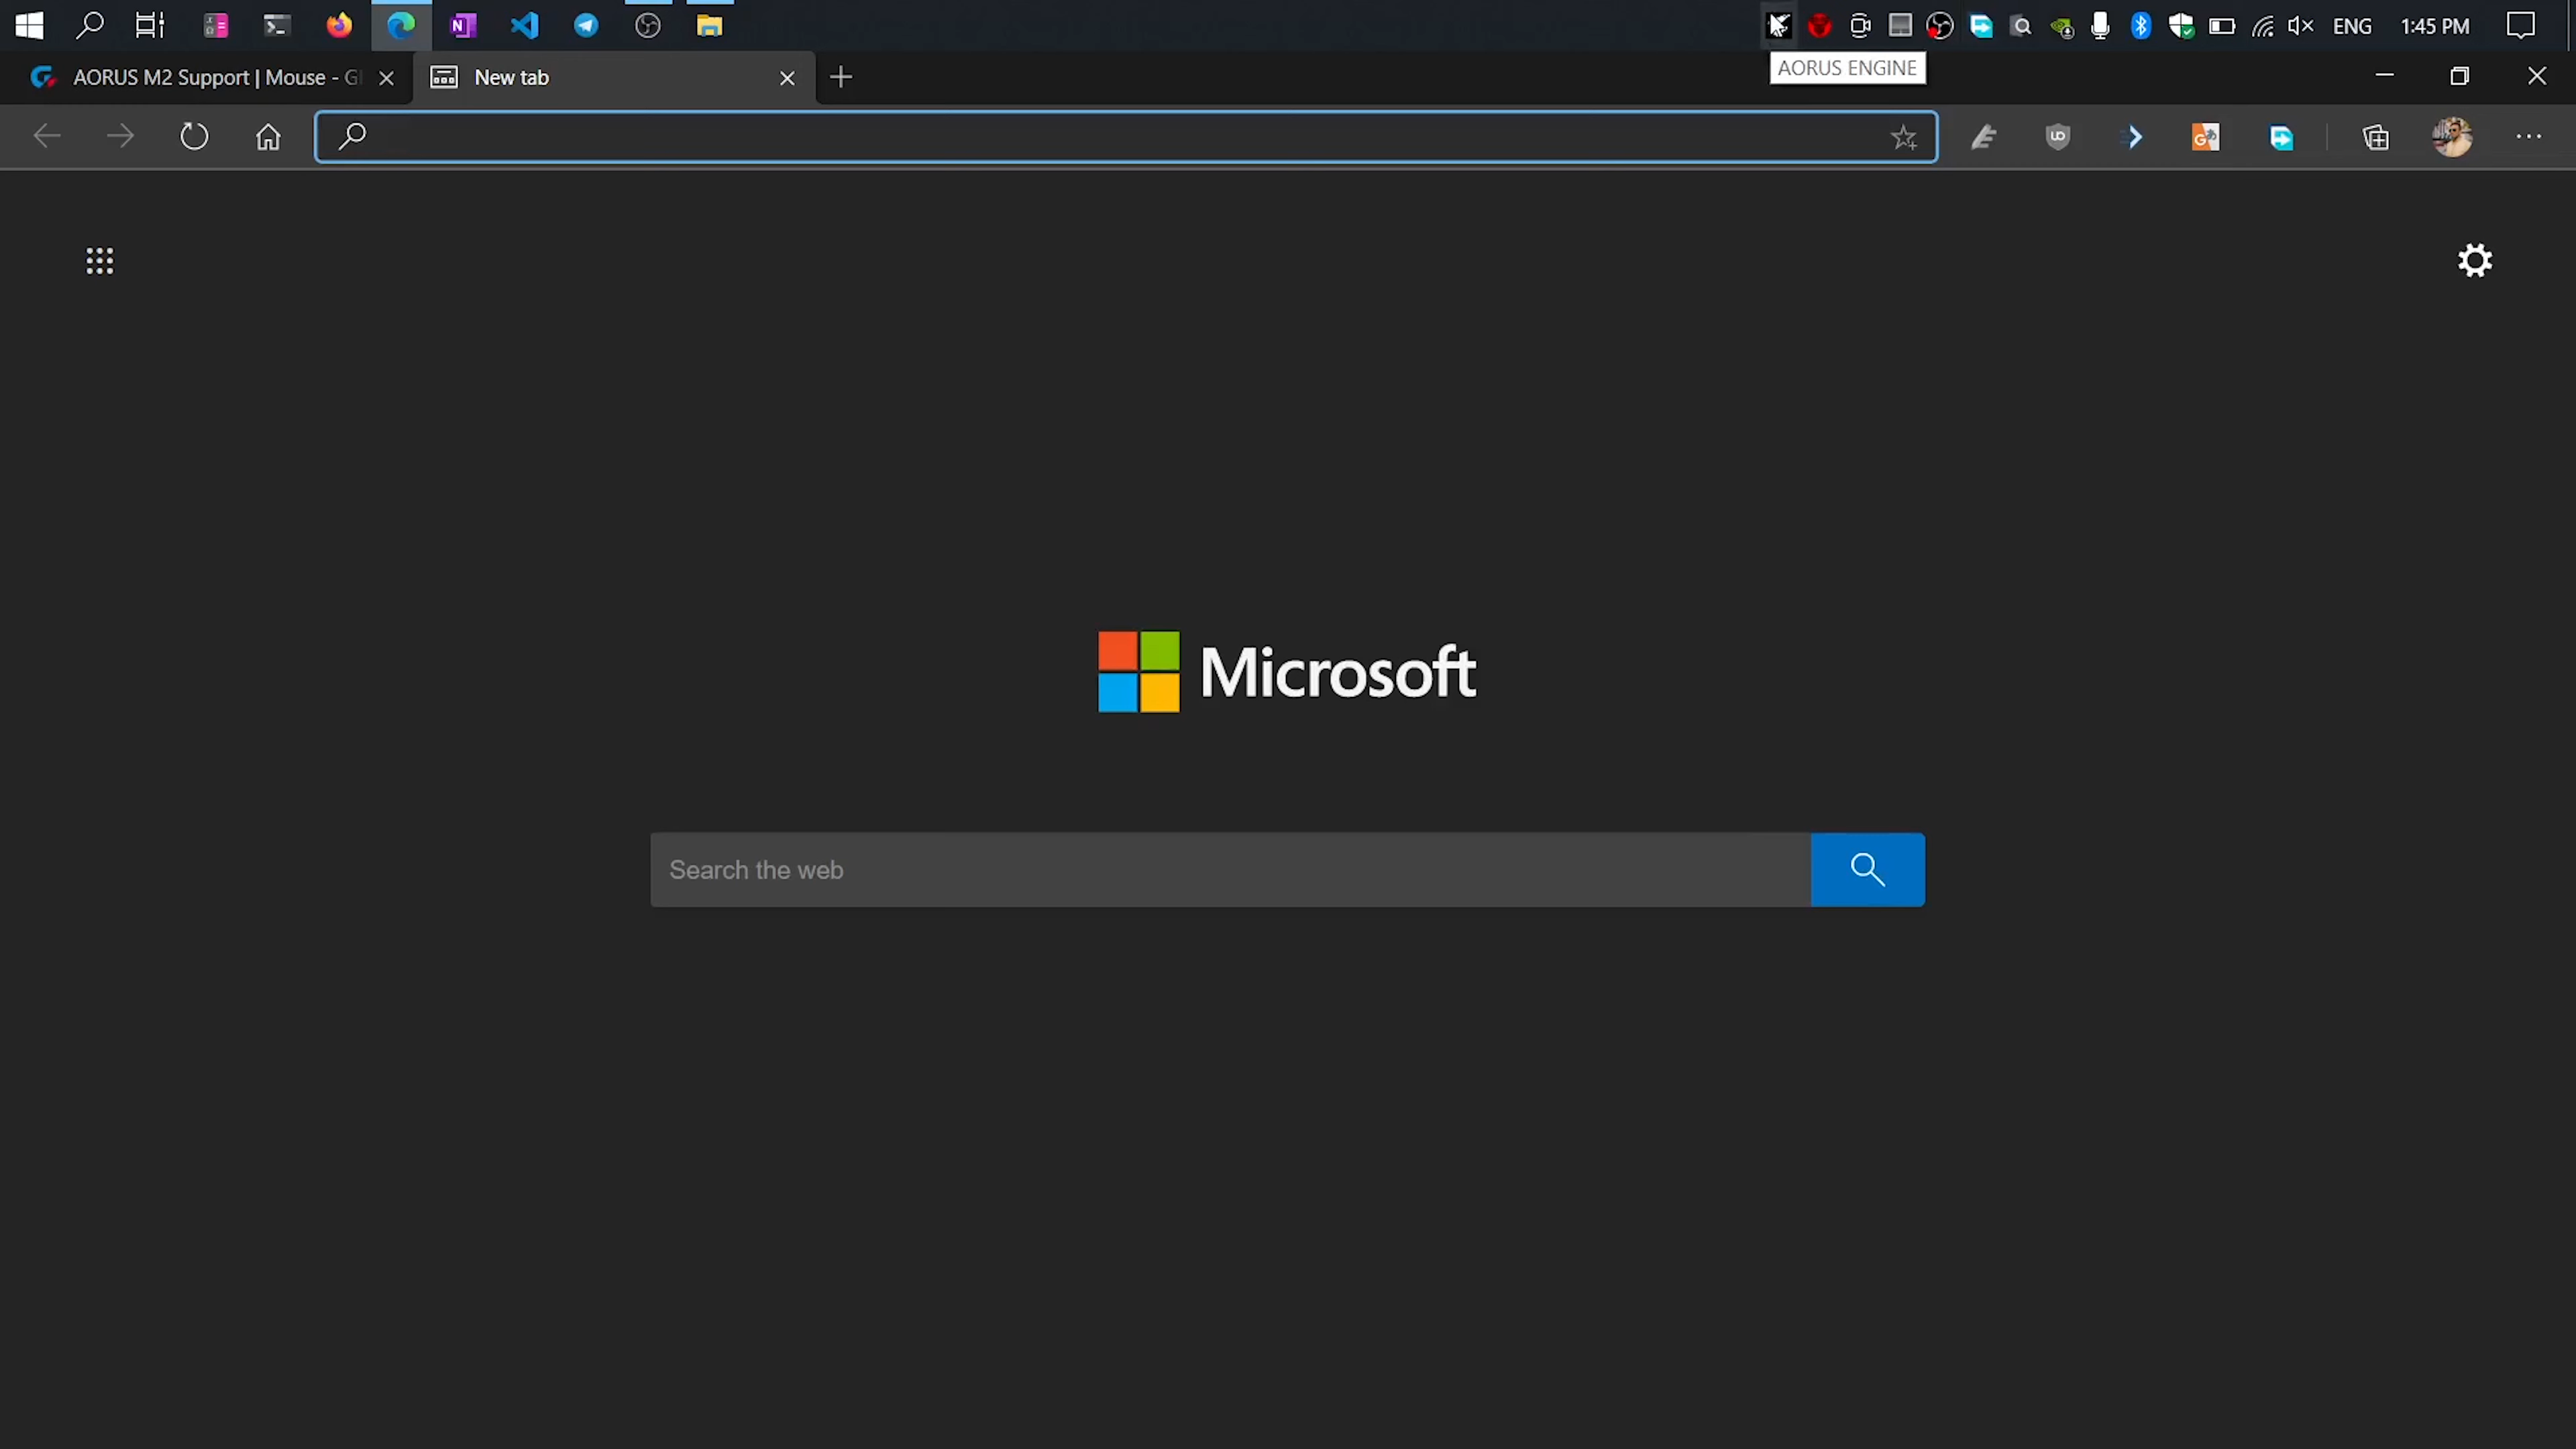 ENG
1:45 PM
AORUS M2 Support | Mouse - G
New tab
AORUS ENGINE
Microsoft
Search the web